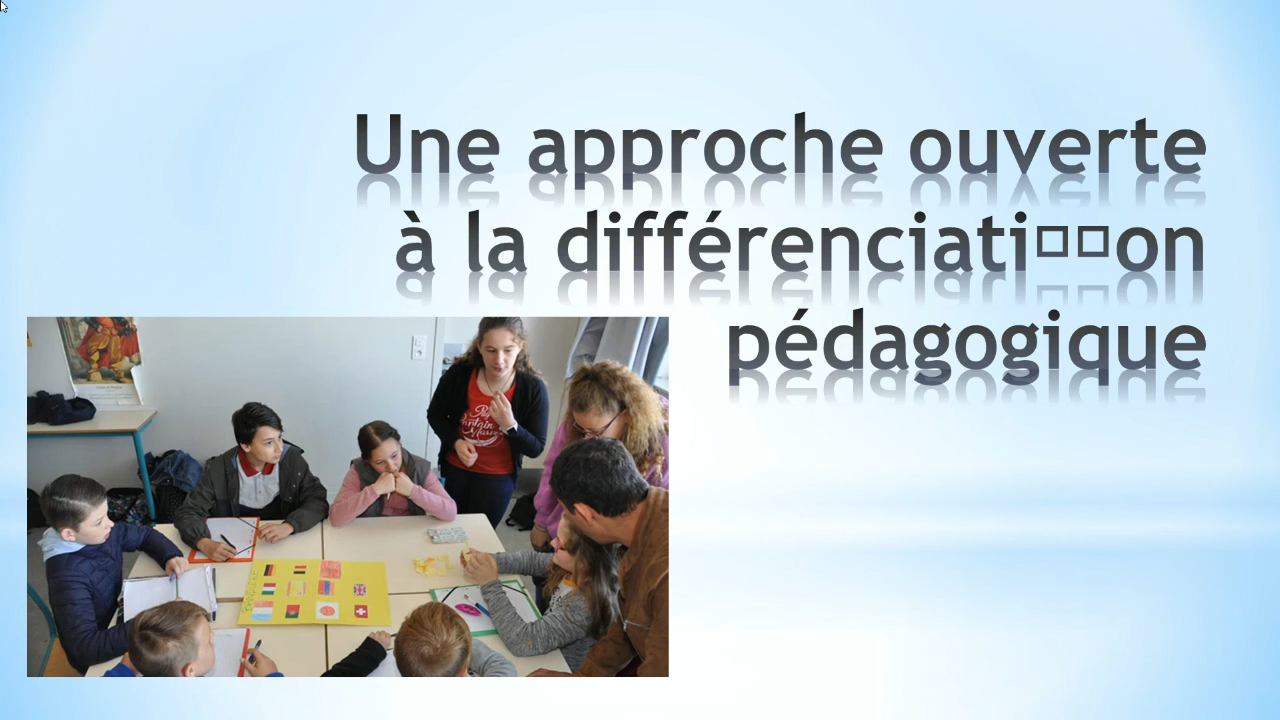 Une approche ouverte
à la différenciati□□on
pédagogique